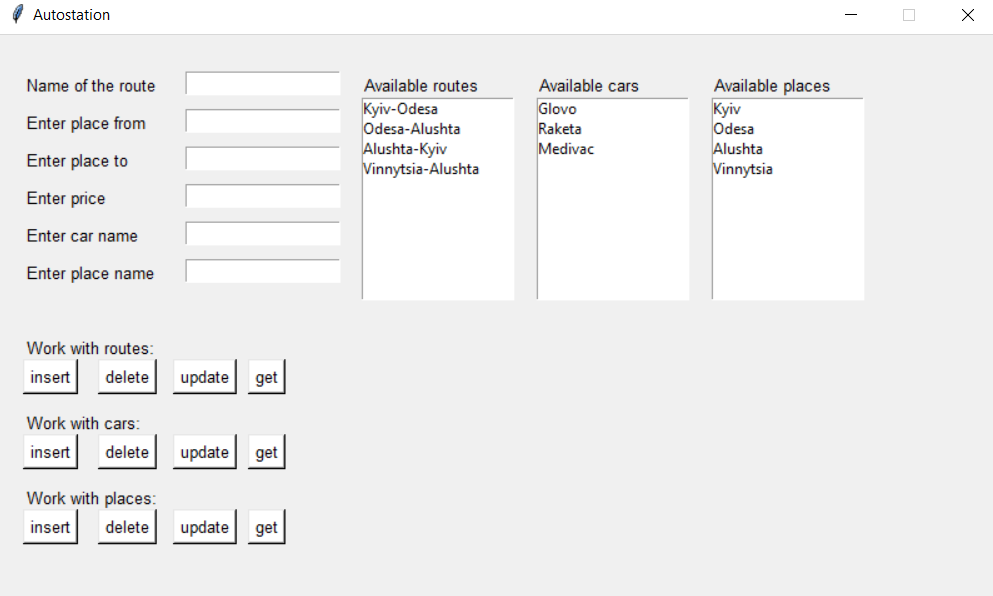 Autostation
Name of the route
Enter place from
Enter place to
Enter price
Enter car name
Enter place name
Available routes
Kyiv-Odesa
Odesa-Alushta
Alushta-Kyiv
Vinnytsia-Alushta
Available cars
Glovo
Raketa
Medivac
Available places
Kyiv
Odesa
Alushta
Vinnytsia
Work with routes:
insert delete update get
Work with cars:
insert delete update get
Work with places:
insert delete update get